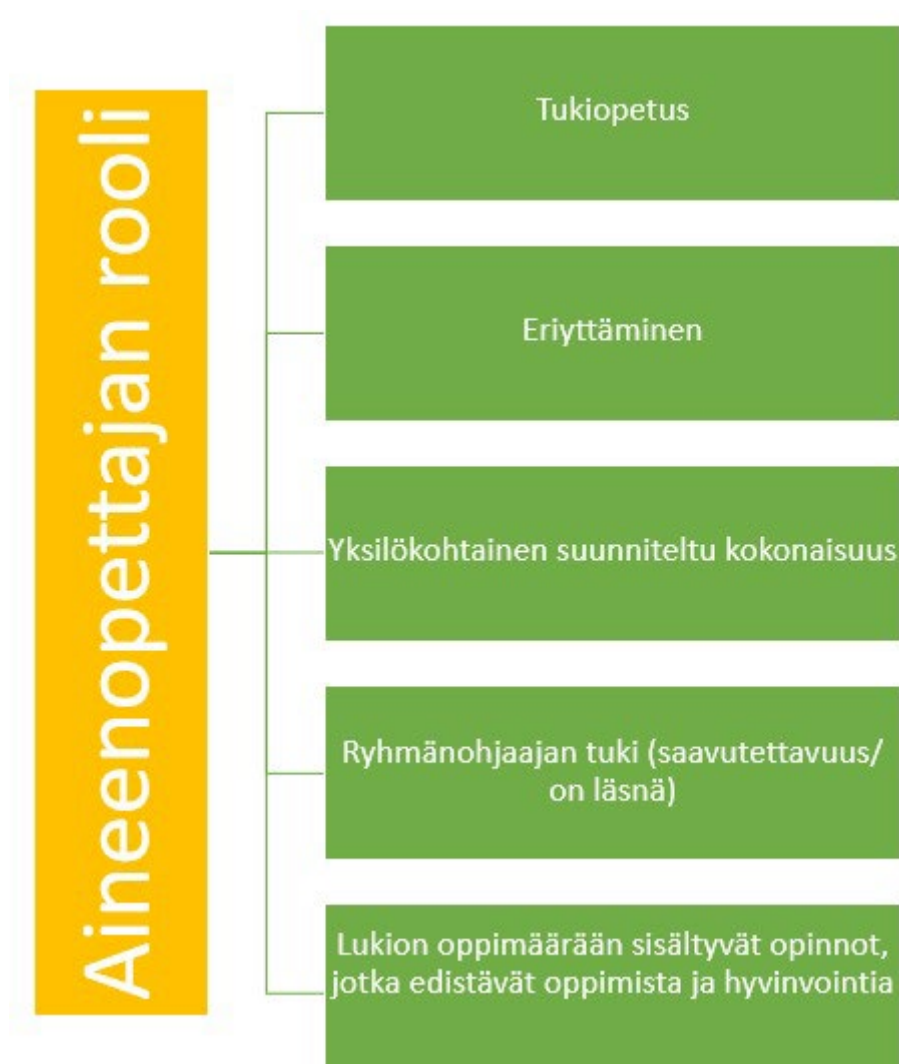 Aineenopettajan rooli
Tukiopetus
Eriyttäminen
Yksilökohtainen suunniteltu kokonaisuus
Ryhmänohjaajan tuki (saavutettavuus/
on läsnä)
Lukion oppimäärään sisältyvät opinnot,
jotka edistävät oppimista ja hyvinvointia